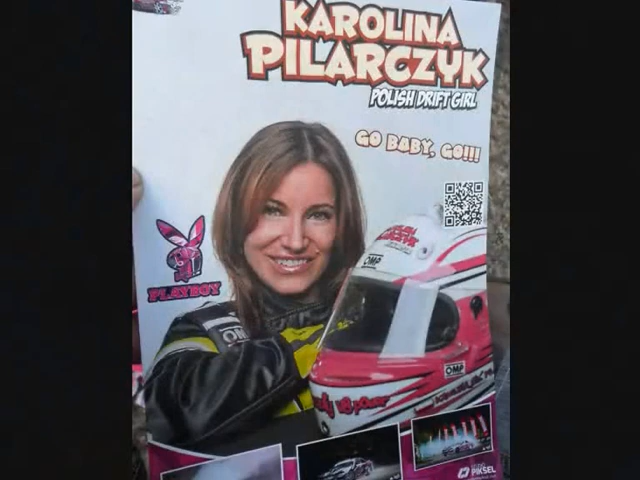 KAROLINA
PILARCZYK
POLISH DRIFT GIRL
GO BABY, GO!!!
PLAYBOY
OMP
OMP
PIKSEL